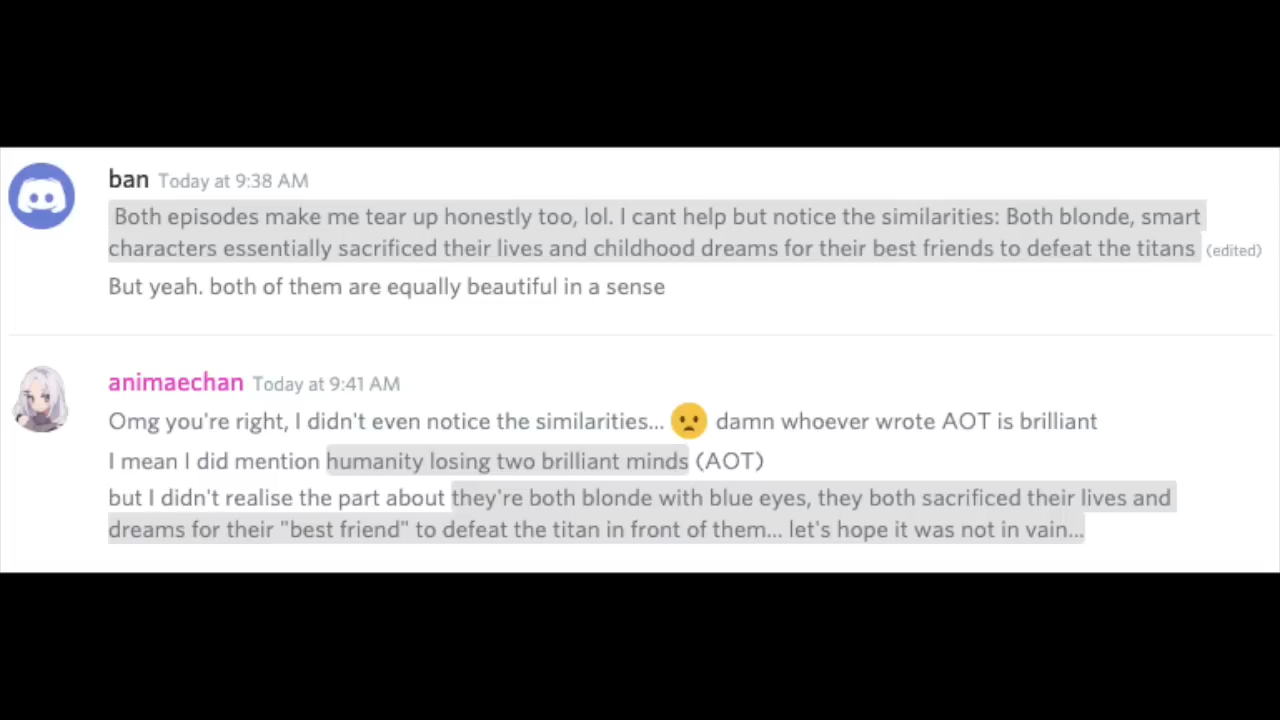 ban Today at 9:38 AM
Both episodes make me tear up honestly too, lol. I cant help but notice the similarities: Both blonde, smart
characters essentially sacrificed their lives and childhood dreams for their best friends to defeat the titans (edited)
But yeah. both of them are equally beautiful in a sense
animaechan Today at 9:41 AM
Omg you're right, I didn't even notice the similarities... damn whoever wrote AOT is brilliant
I mean I did mention humanity losing two brilliant minds (AOT)
but I didn't realise the part about they're both blonde with blue eyes, they both sacrificed their lives and
dreams for their "best friend" to defeat the titan in front of them... let's hope it was not in vain...